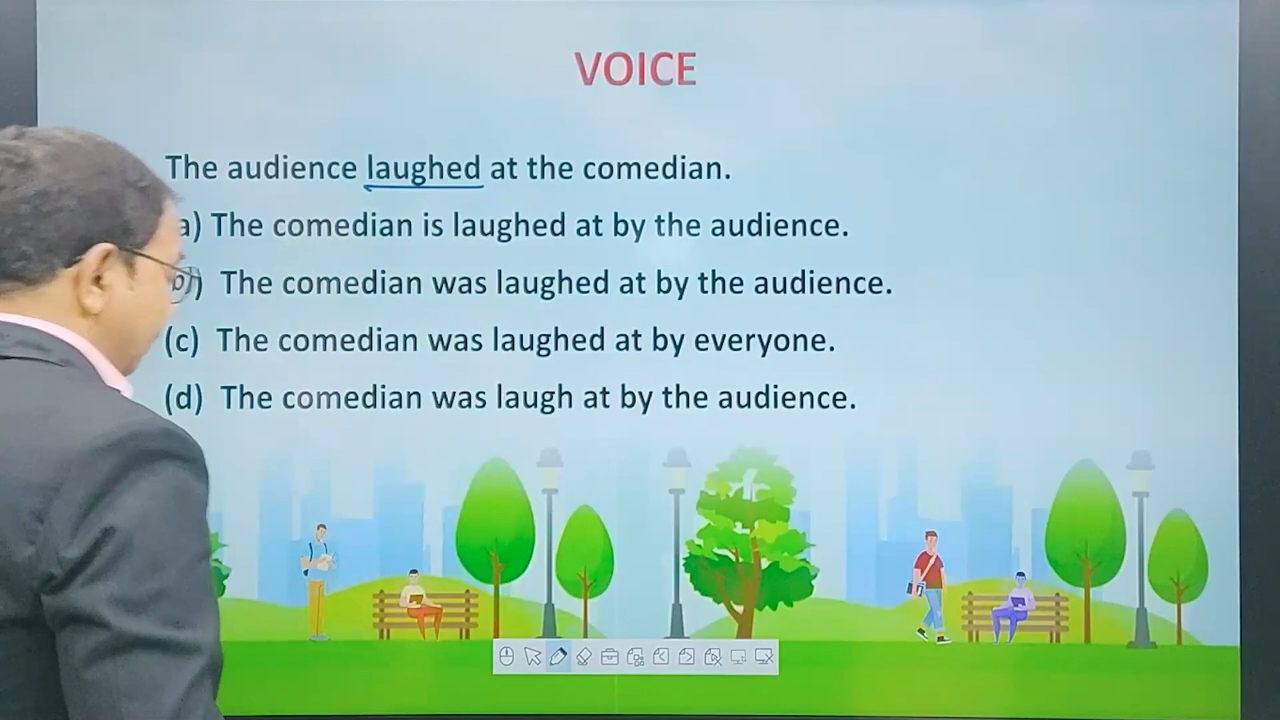 VOICE
The audience laughed at the comedian.
a) The comedian is laughed at by the audience.
b) The comedian was laughed at by the audience.
(c) The comedian was laughed at by everyone.
(d) The comedian was laugh at by the audience.